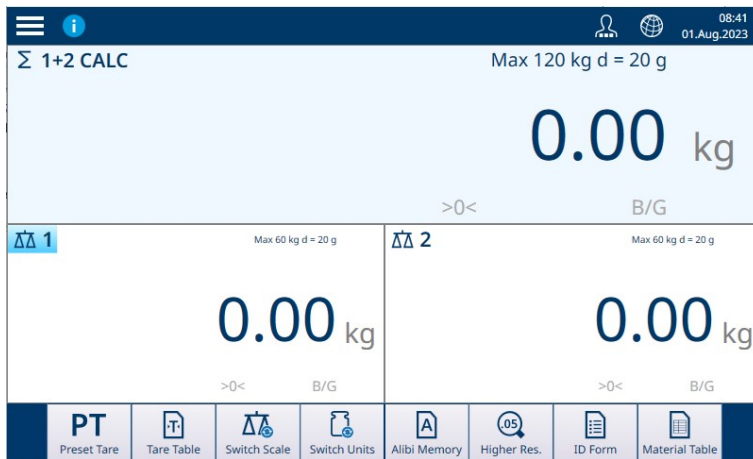 i
08:41
01.Aug.2023
Σ 1+2 CALC
Max 120 kg d = 20 g
0.00 kg
>0<
B/G
1
Max 60 kg d = 20 g
0.00 kg
>0<
B/G
2
Max 60 kg d = 20 g
0.00 kg
>0<
B/G
PT
Preset Tare
·T·
Tare Table
Switch Scale
Switch Units
A
Alibi Memory
.05
Higher Res.
ID Form
Material Table